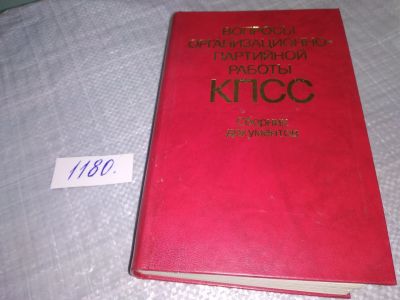 ВОПРОСЫ
ОРГАНИЗАЦИОННО-
ПАРТИЙНОЙ
РАБОТЫ
КПСС
Сборник
документов
1180.